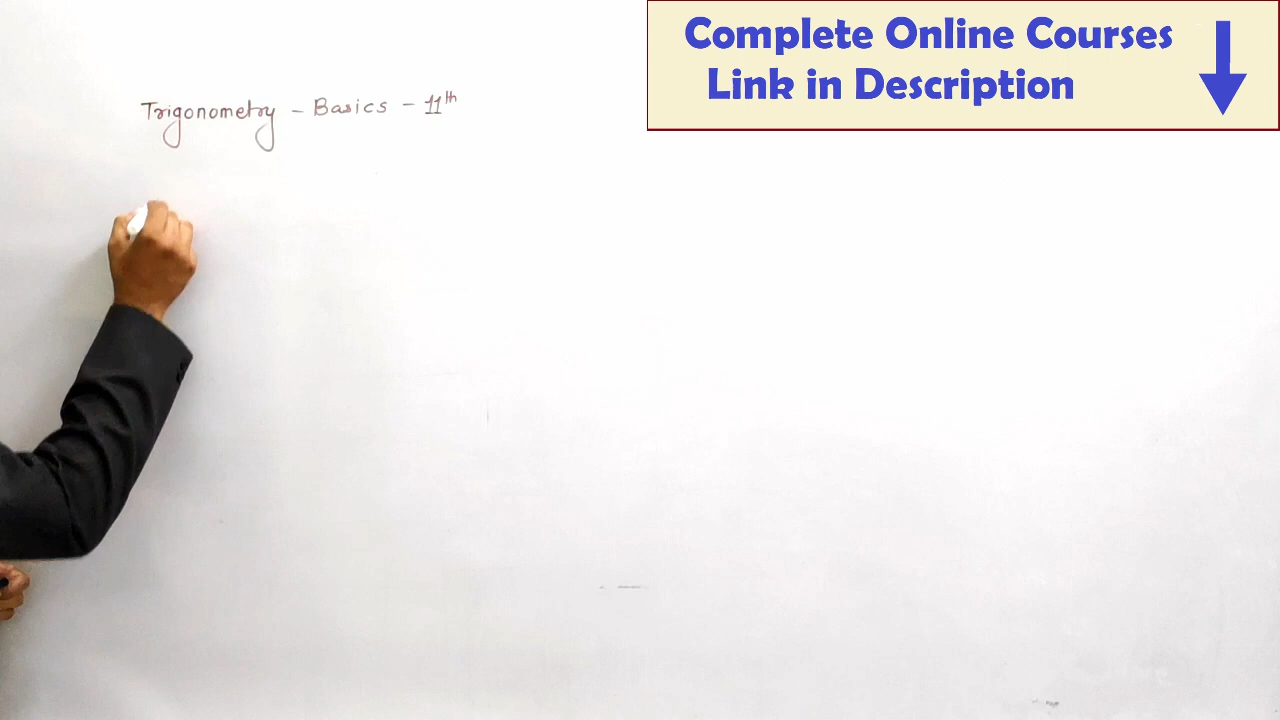 Complete Online Courses
Link in Description
Trigonometry - Basics - 11th